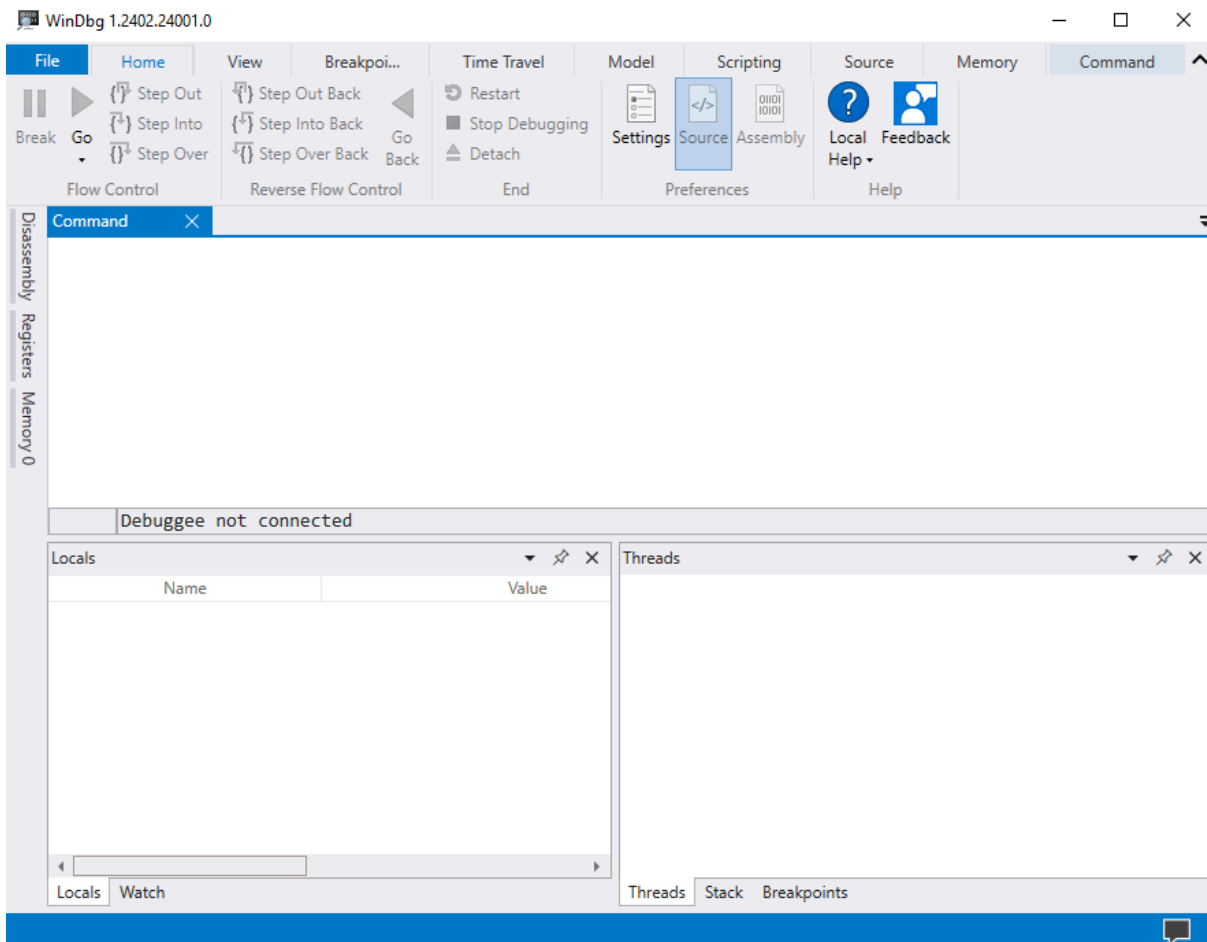 WinDbg 1.2402.24001.0
File Home View Breakpoi... Time Travel Model Scripting Source Memory Command
Break
Go
Step Out
Step Into
Step Over
Flow Control
Step Out Back
Step Into Back
Step Over Back
Go
Back
Reverse Flow Control
Restart
Stop Debugging
Detach
End
Settings
Source
Assembly
Preferences
Local
Help
Feedback
Help
Disassembly
Registers
Memory 0
Command
Debuggee not connected
Locals
Name Value
Locals Watch
Threads
Threads Stack Breakpoints